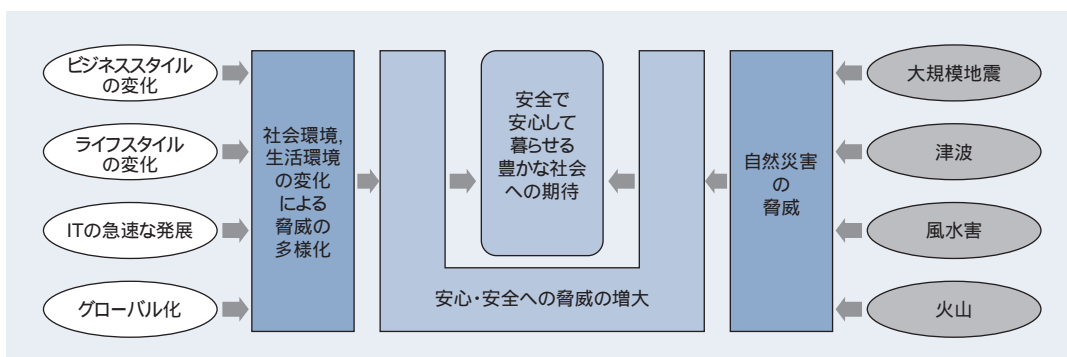 ビジネススタイル
の変化
ライフスタイル
の変化
ITの急速な発展
グローバル化
社会環境,
生活環境
の変化
による
脅威の
多様化
安全で
安心して
暮らせる
豊かな社会
への期待
安心・安全への脅威の増大
自然災害
の
脅威
大規模地震
津波
風水害
火山